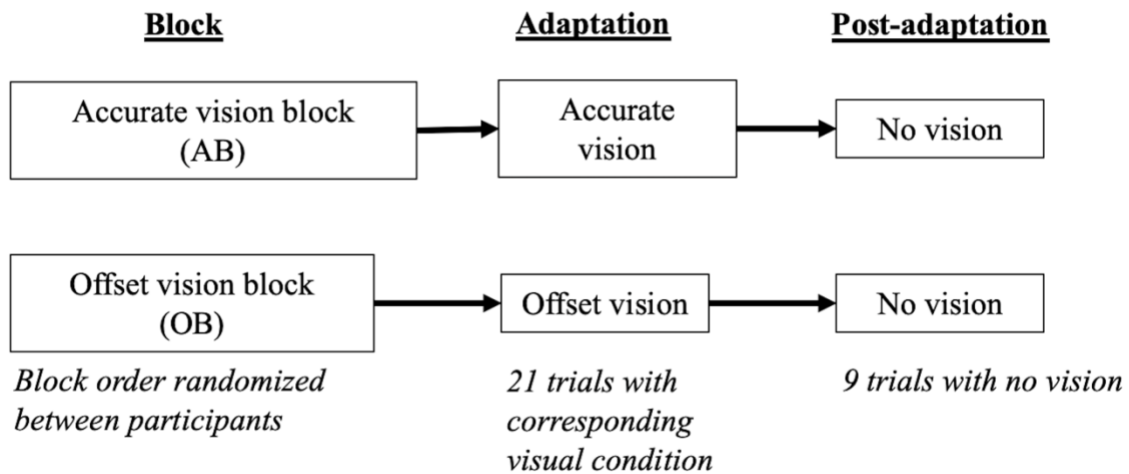 Block
Adaptation
Post-adaptation
Accurate vision block
(AB)
Accurate
vision
No vision
Offset vision block
(OB)
Offset vision
No vision
Block order randomized
between participants
21 trials with
corresponding
visual condition
9 trials with no vision